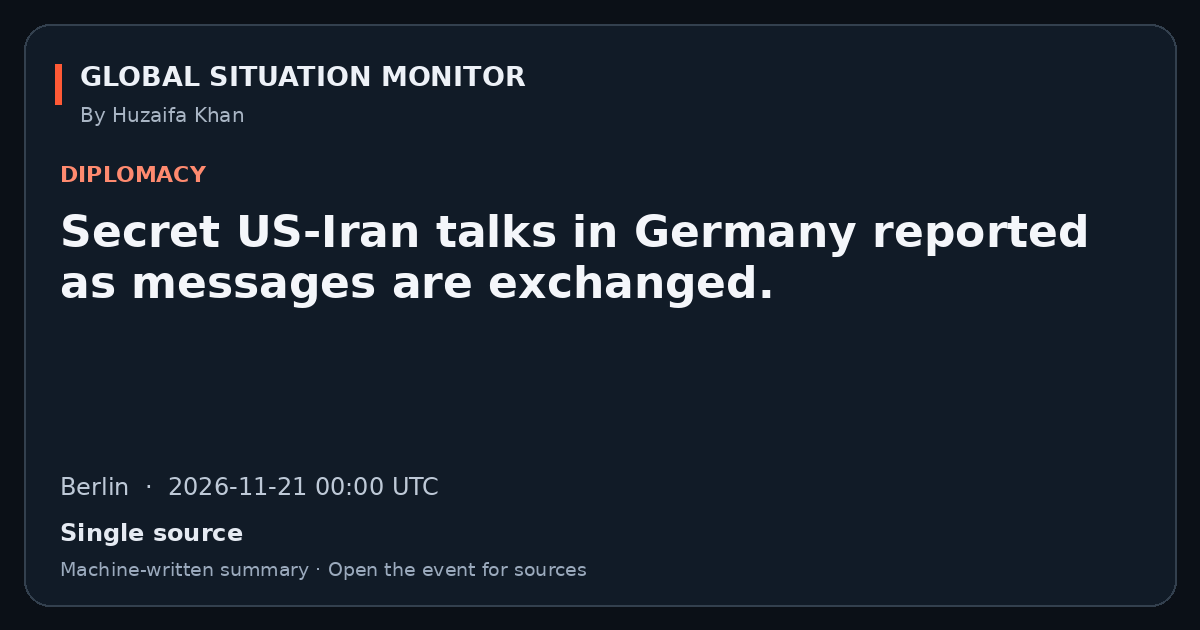 GLOBAL SITUATION MONITOR
By Huzaifa Khan
DIPLOMACY
Secret US-Iran talks in Germany reported
as messages are exchanged.
Berlin · 2026-11-21 00:00 UTC
Single source
Machine-written summary · Open the event for sources